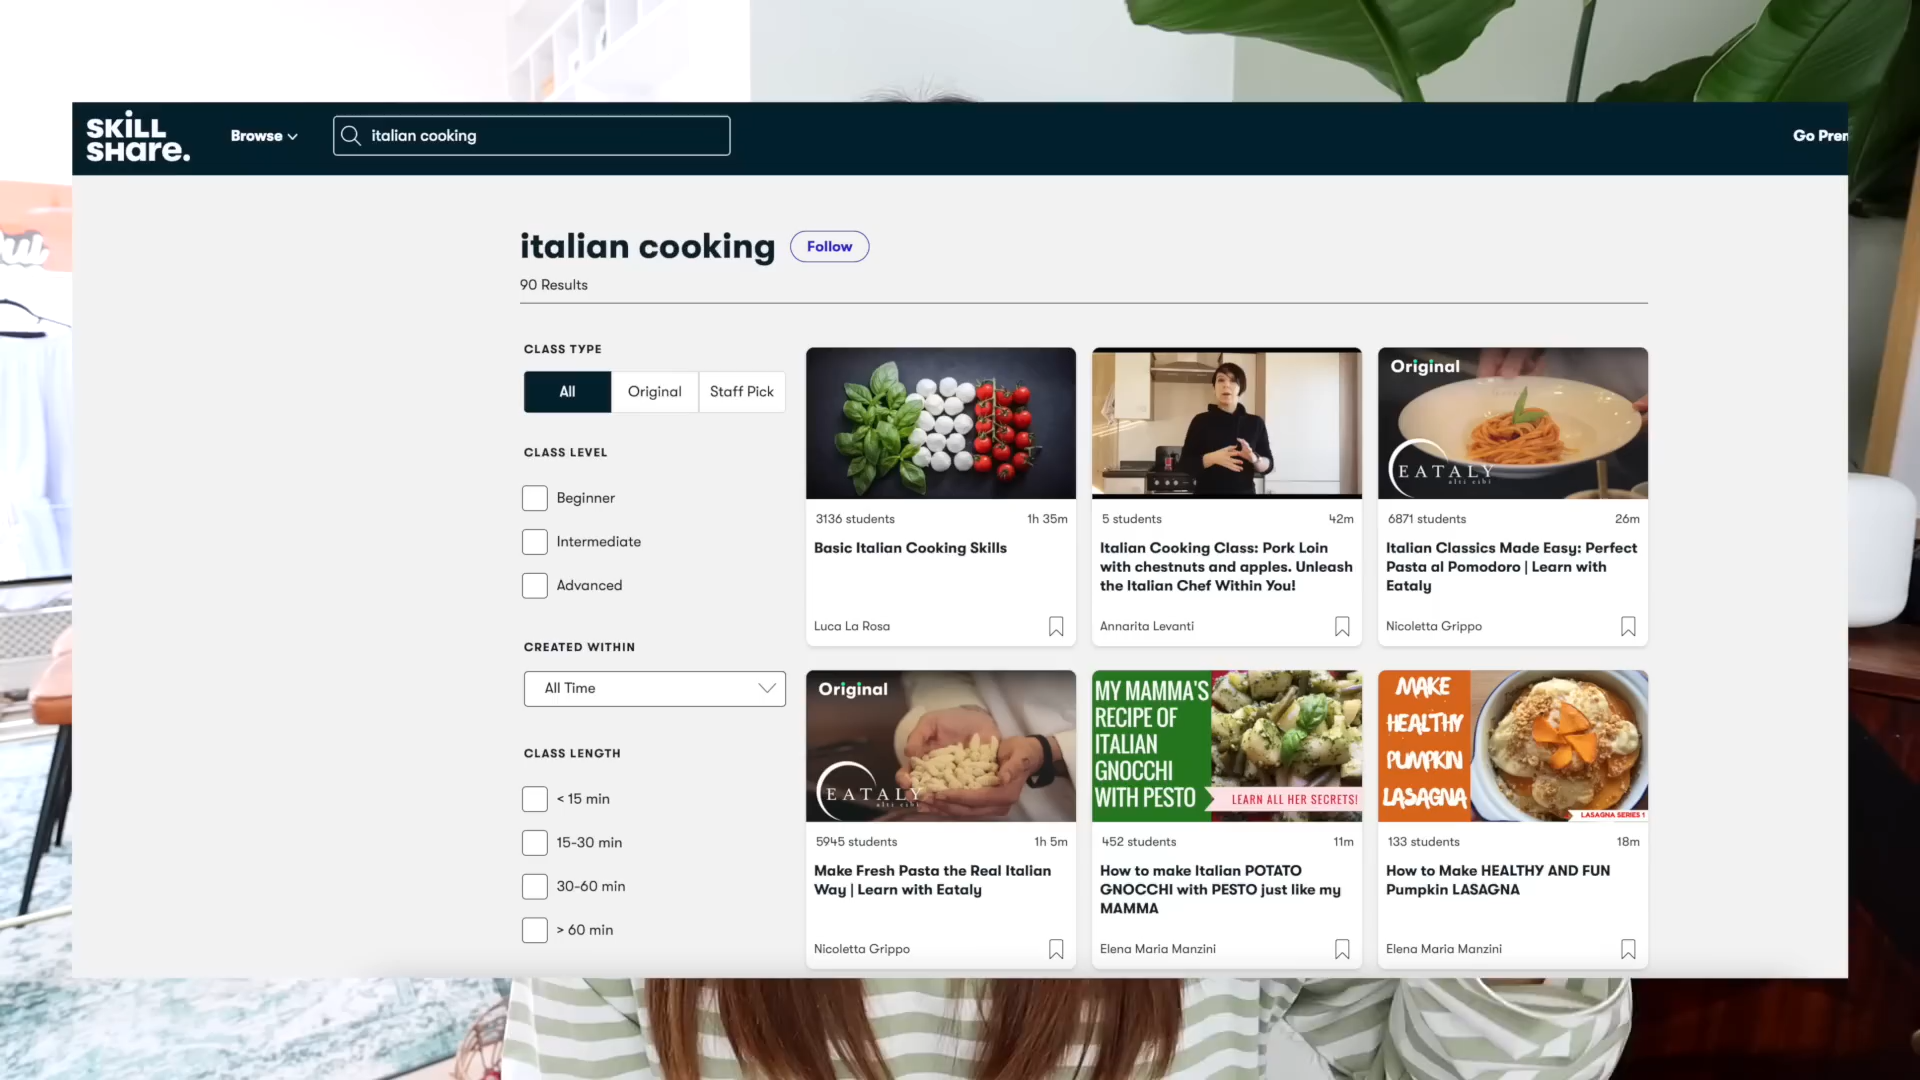 SKILL
SHare.
Browse
italian cooking
Go Prem
italian cooking
Follow
90 Results
CLASS TYPE
All
Original
Staff Pick
CLASS LEVEL
Beginner
Intermediate
Advanced
CREATED WITHIN
All Time
CLASS LENGTH
< 15 min
15-30 min
30-60 min
> 60 min
3136 students
1h 35m
Basic Italian Cooking Skills
Luca La Rosa
5 students
42m
Italian Cooking Class: Pork Loin
with chestnuts and apples. Unleash
the Italian Chef Within You!
Annarita Levanti
Original
EATALY
alti cibi
6871 students
26m
Italian Classics Made Easy: Perfect
Pasta al Pomodoro | Learn with
Eataly
Nicoletta Grippo
Original
EATALY
alti cibi
5945 students
1h 5m
Make Fresh Pasta the Real Italian
Way | Learn with Eataly
Nicoletta Grippo
MY MAMMA'S
RECIPE OF
ITALIAN
GNOCCHI
WITH PESTO
LEARN ALL HER SECRETS!
452 students
11m
How to make Italian POTATO
GNOCCHI with PESTO just like my
MAMMA
Elena Maria Manzini
MAKE
HEALTHY
PUMPKIN
LASAGNA
LASAGNA SERIES 1
133 students
18m
How to Make HEALTHY AND FUN
Pumpkin LASAGNA
Elena Maria Manzini